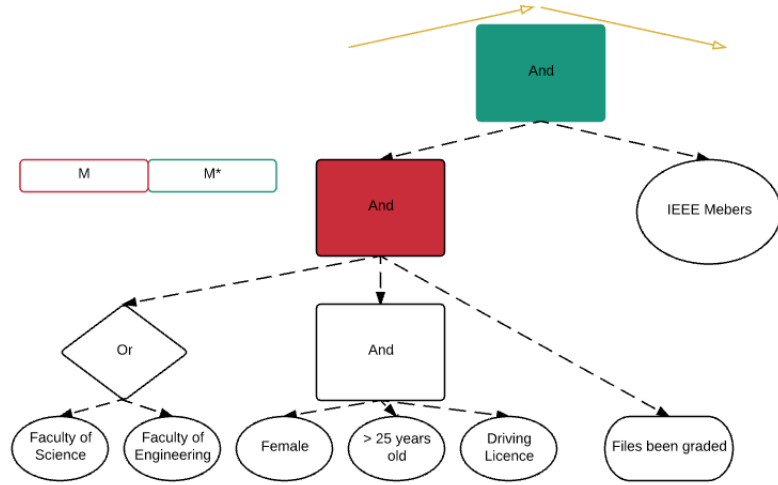 And
M
M*
And
IEEE Mebers
Or
And
Faculty of
Science
Faculty of
Engineering
Female
> 25 years
old
Driving
Licence
Files been graded